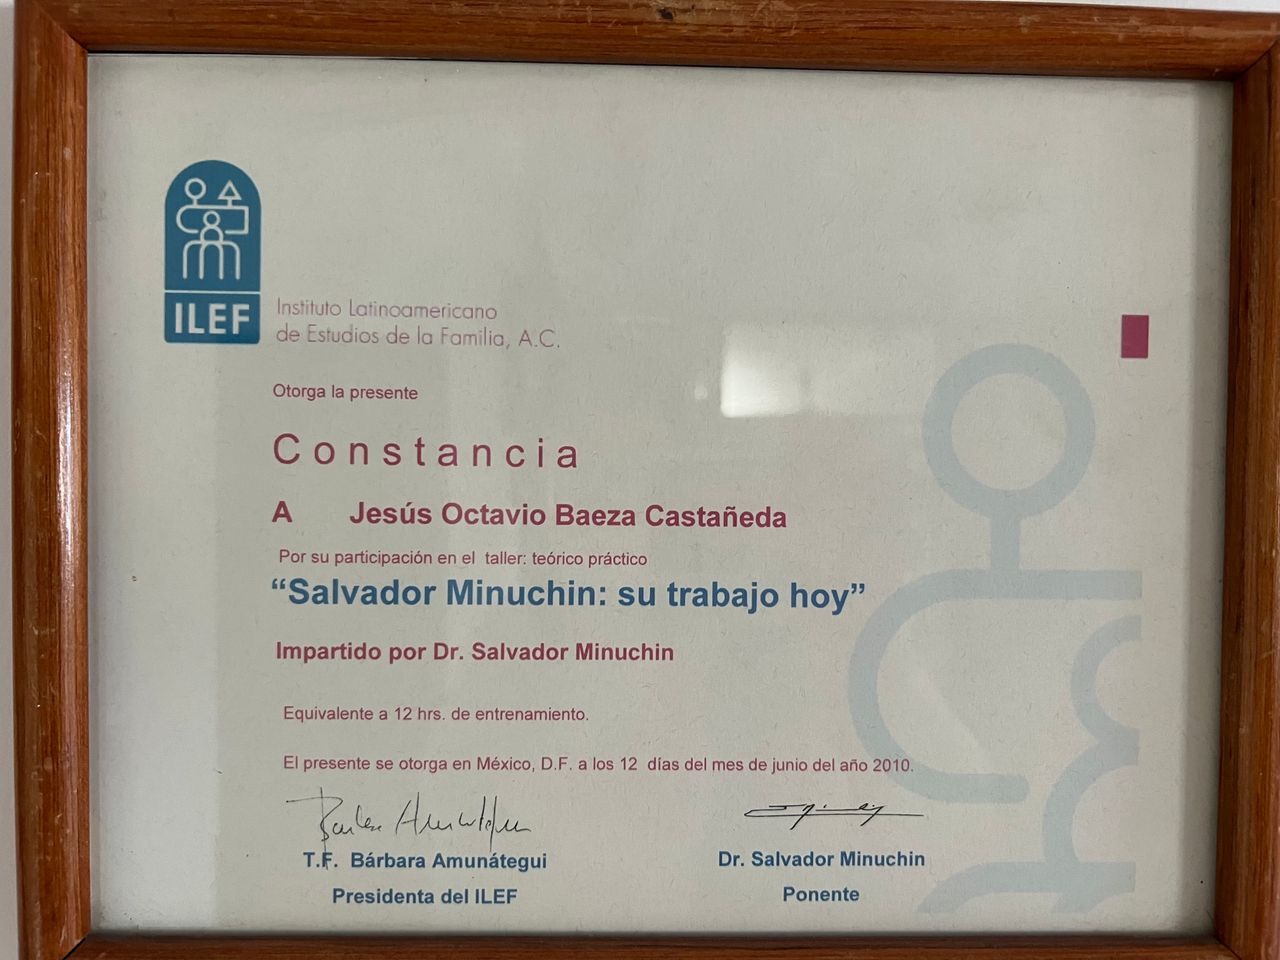 ILEF
Instituto Latinoamericano
de Estudios de la Familia, A.C.
Otorga la presente
Constancia
A Jesús Octavio Baeza Castañeda
Por su participación en el taller: teórico práctico
“Salvador Minuchin: su trabajo hoy”
Impartido por Dr. Salvador Minuchin
Equivalente a 12 hrs. de entrenamiento.
El presente se otorga en México, D.F. a los 12 días del mes de junio del año 2010.
T.F. Bárbara Amunátegui
Dr. Salvador Minuchin
Presidenta del ILEF
Ponente